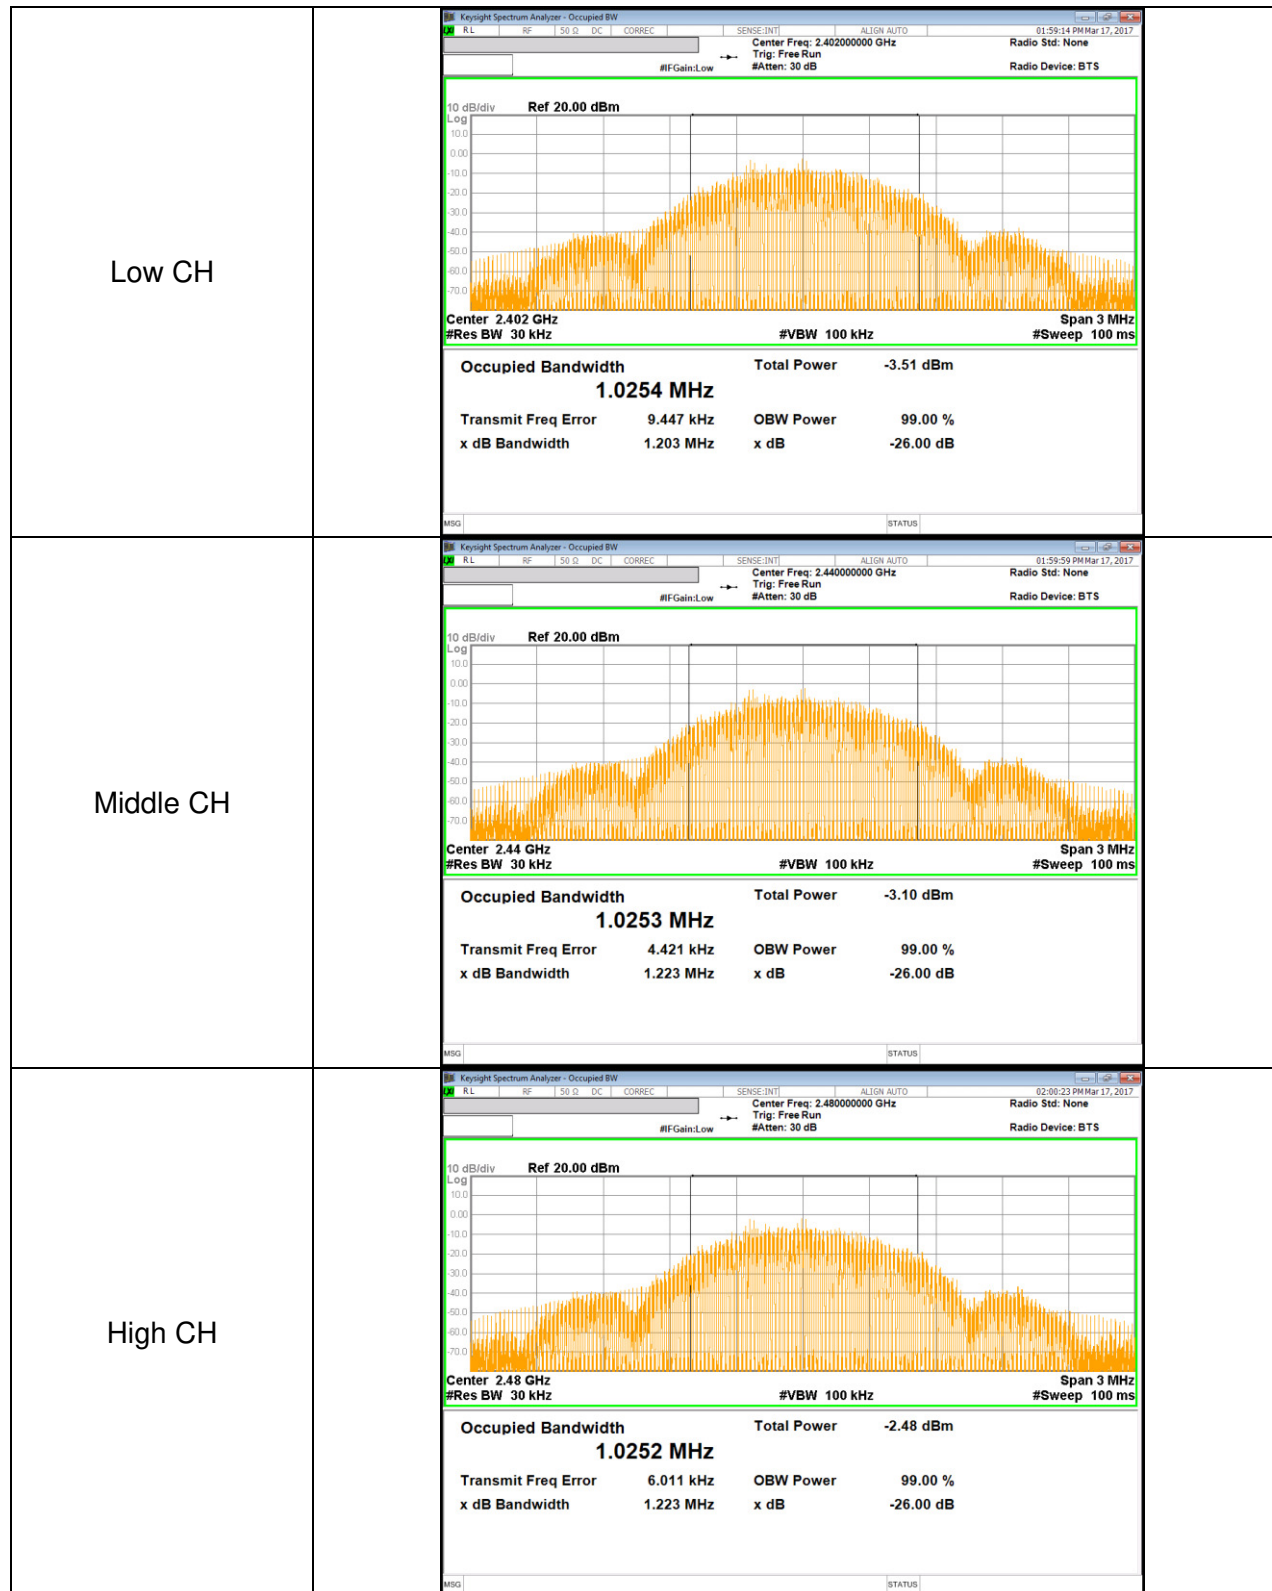 Low CH
Keysight Spectrum Analyzer - Occupied BW
LXI RL RF 50 Ω DC CORREC SENSE:INT ALIGN AUTO 01:59:14 PM Mar 17, 2017
Center Freq: 2.402000000 GHz Radio Std: None
Trig: Free Run
#IFGain:Low #Atten: 30 dB Radio Device: BTS
10 dB/div Ref 20.00 dBm
Log
10.0
0.00
-10.0
-20.0
-30.0
-40.0
-50.0
-60.0
-70.0
Center 2.402 GHz Span 3 MHz
#Res BW 30 kHz #VBW 100 kHz #Sweep 100 ms
Occupied Bandwidth Total Power -3.51 dBm
1.0254 MHz
Transmit Freq Error 9.447 kHz OBW Power 99.00 %
x dB Bandwidth 1.203 MHz x dB -26.00 dB
MSG STATUS
Middle CH
Keysight Spectrum Analyzer - Occupied BW
LXI RL RF 50 Ω DC CORREC SENSE:INT ALIGN AUTO 01:59:59 PM Mar 17, 2017
Center Freq: 2.440000000 GHz Radio Std: None
Trig: Free Run
#IFGain:Low #Atten: 30 dB Radio Device: BTS
10 dB/div Ref 20.00 dBm
Log
10.0
0.00
-10.0
-20.0
-30.0
-40.0
-50.0
-60.0
-70.0
Center 2.44 GHz Span 3 MHz
#Res BW 30 kHz #VBW 100 kHz #Sweep 100 ms
Occupied Bandwidth Total Power -3.10 dBm
1.0253 MHz
Transmit Freq Error 4.421 kHz OBW Power 99.00 %
x dB Bandwidth 1.223 MHz x dB -26.00 dB
MSG STATUS
High CH
Keysight Spectrum Analyzer - Occupied BW
LXI RL RF 50 Ω DC CORREC SENSE:INT ALIGN AUTO 02:00:23 PM Mar 17, 2017
Center Freq: 2.480000000 GHz Radio Std: None
Trig: Free Run
#IFGain:Low #Atten: 30 dB Radio Device: BTS
10 dB/div Ref 20.00 dBm
Log
10.0
0.00
-10.0
-20.0
-30.0
-40.0
-50.0
-60.0
-70.0
Center 2.48 GHz Span 3 MHz
#Res BW 30 kHz #VBW 100 kHz #Sweep 100 ms
Occupied Bandwidth Total Power -2.48 dBm
1.0252 MHz
Transmit Freq Error 6.011 kHz OBW Power 99.00 %
x dB Bandwidth 1.223 MHz x dB -26.00 dB
MSG STATUS